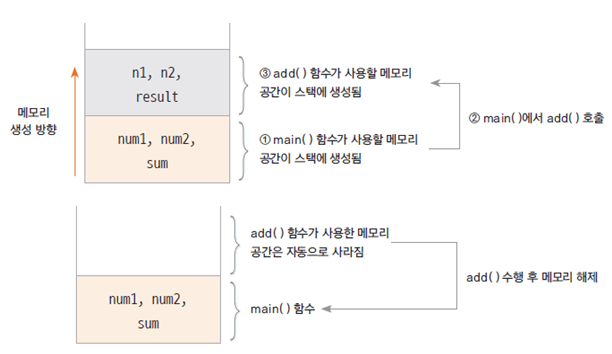 메모리
생성 방향
n1, n2,
result
num1, num2,
sum
③ add( ) 함수가 사용할 메모리
공간이 스택에 생성됨
① main( ) 함수가 사용할 메모리
공간이 스택에 생성됨
② main( )에서 add( ) 호출
num1, num2,
sum
add( ) 함수가 사용한 메모리
공간은 자동으로 사라짐
main( ) 함수
add( ) 수행 후 메모리 해제